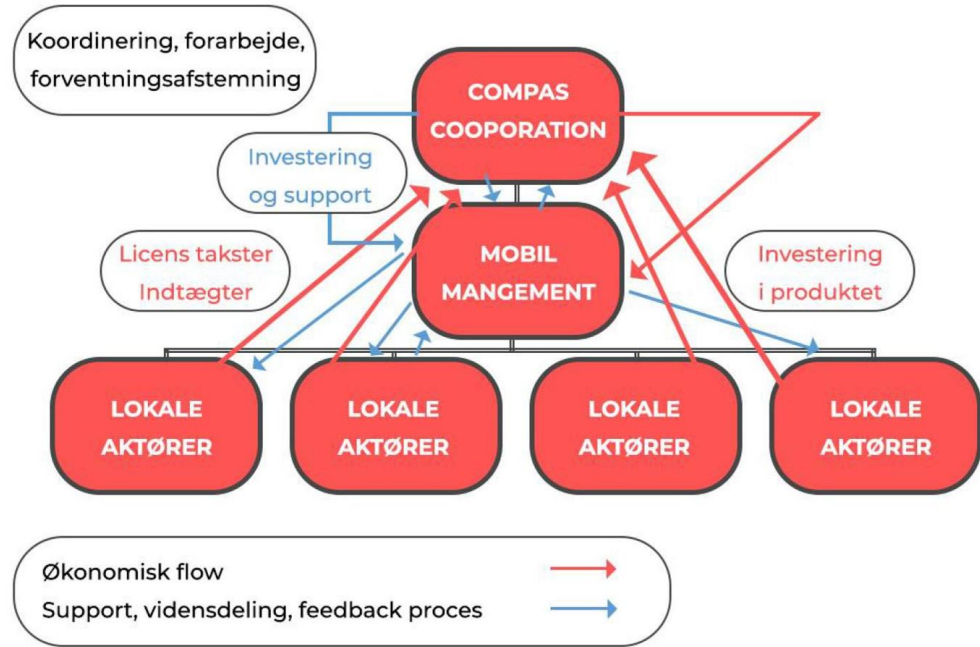 Koordinering, forarbejde,
forventningsafstemning
COMPAS
COOPORATION
Investering
og support
Licens takster
Indtægter
MOBIL
MANGEMENT
Investering
i produktet
LOKALE
AKTØRER
LOKALE
AKTØRER
LOKALE
AKTØRER
LOKALE
AKTØRER
Økonomisk flow
Support, vidensdeling, feedback proces